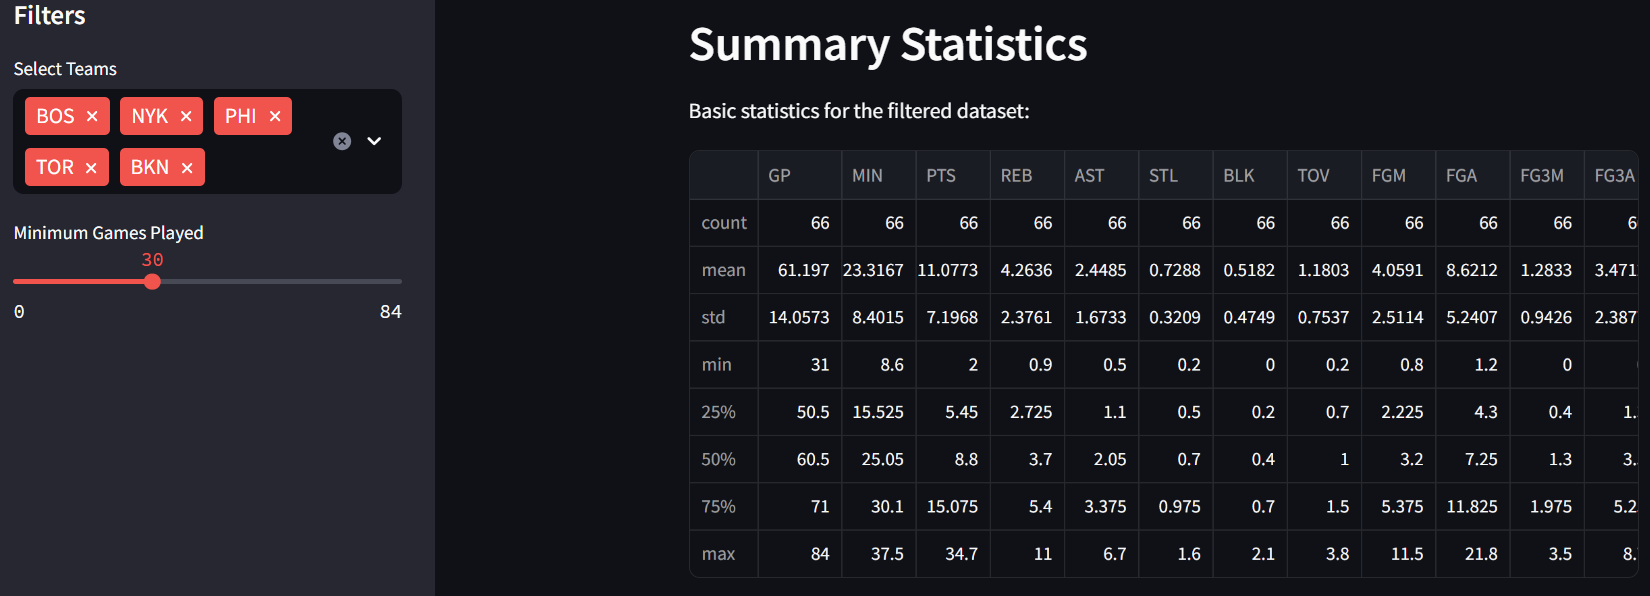 Filters
Select Teams
BOS × NYK × PHI ×
TOR × BKN ×
Minimum Games Played
30
0 84
Summary Statistics
Basic statistics for the filtered dataset:
GP MIN PTS REB AST STL BLK TOV FGM FGA FG3M FG3A
count 66 66 66 66 66 66 66 66 66 66 66 6
mean 61.197 23.3167 11.0773 4.2636 2.4485 0.7288 0.5182 1.1803 4.0591 8.6212 1.2833 3.471
std 14.0573 8.4015 7.1968 2.3761 1.6733 0.3209 0.4749 0.7537 2.5114 5.2407 0.9426 2.387
min 31 8.6 2 0.9 0.5 0.2 0 0.2 0.8 1.2 0
25% 50.5 15.525 5.45 2.725 1.1 0.5 0.2 0.7 2.225 4.3 0.4 1.
50% 60.5 25.05 8.8 3.7 2.05 0.7 0.4 1 3.2 7.25 1.3 3.
75% 71 30.1 15.075 5.4 3.375 0.975 0.7 1.5 5.375 11.825 1.975 5.2
max 84 37.5 34.7 11 6.7 1.6 2.1 3.8 11.5 21.8 3.5 8.